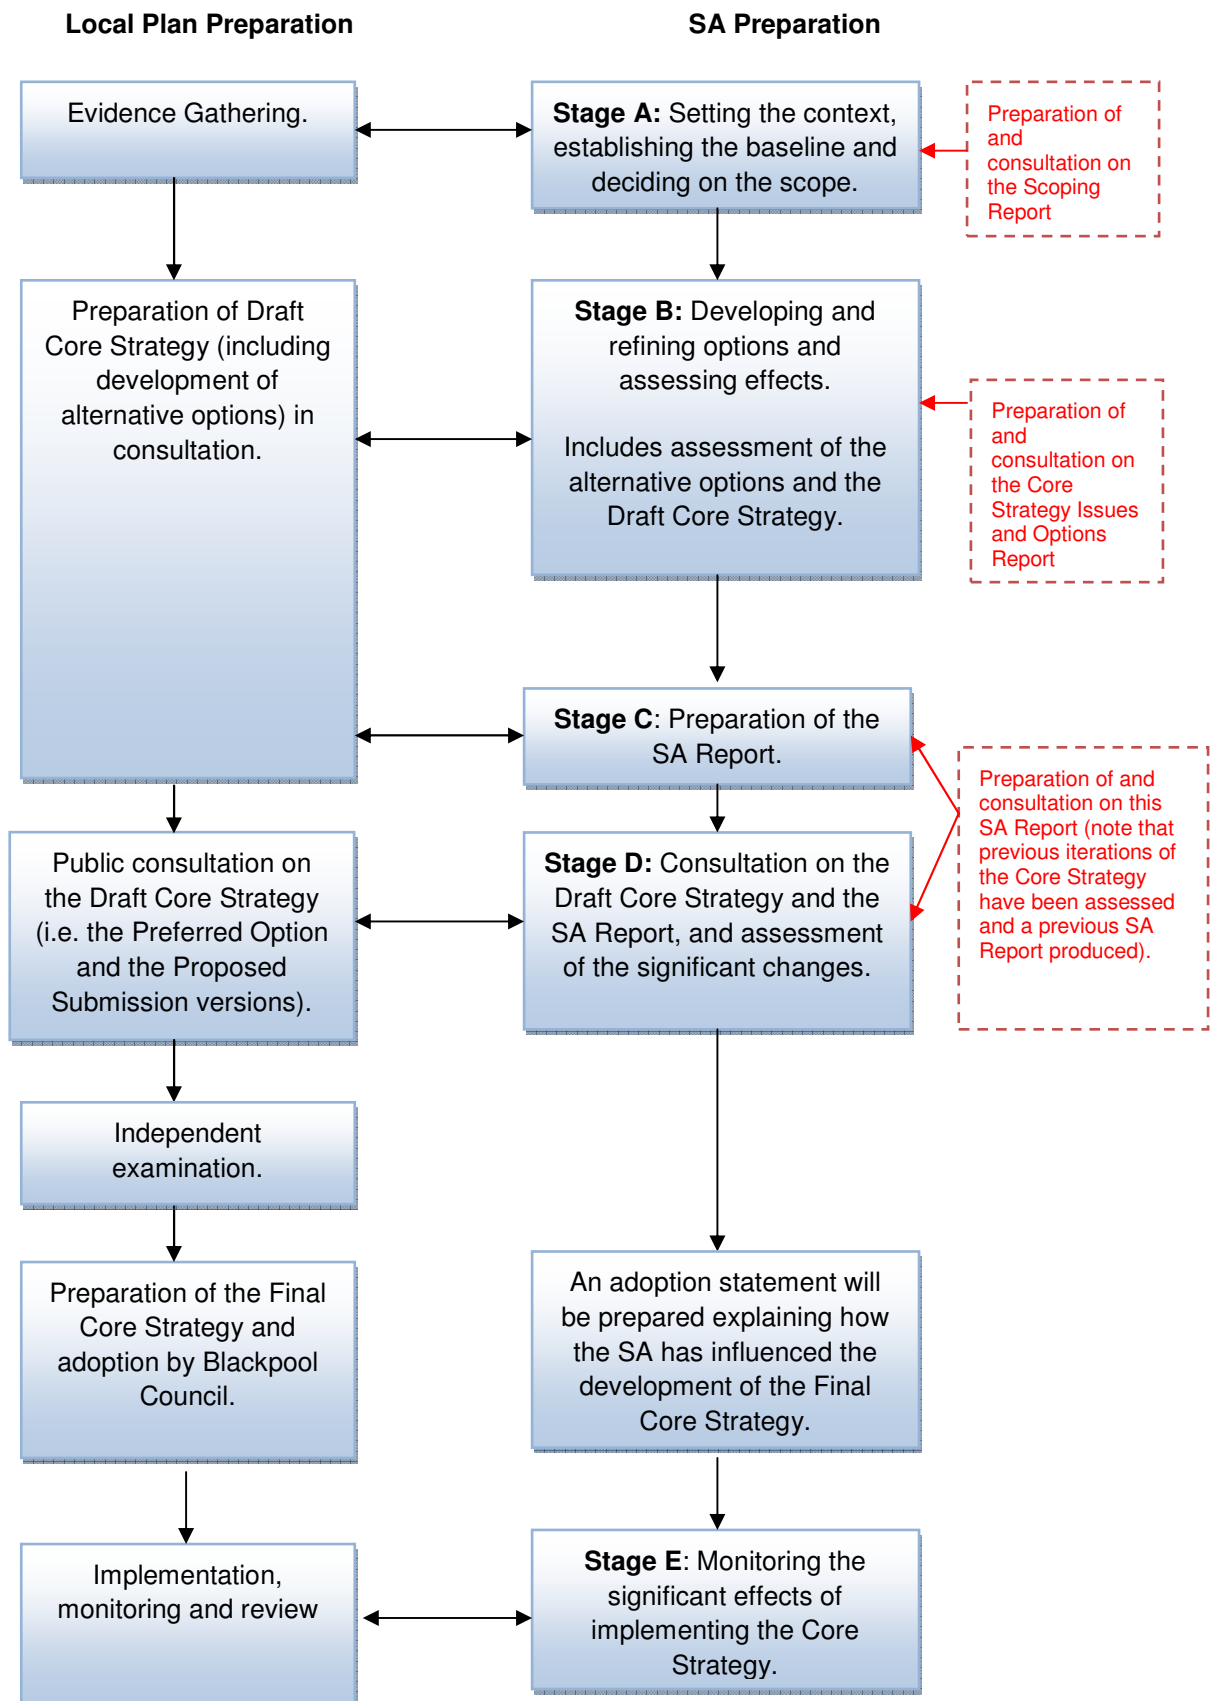 Local Plan Preparation
SA Preparation
Evidence Gathering.
Stage A: Setting the context,
establishing the baseline and
deciding on the scope.
Preparation of
and
consultation on
the Scoping
Report
Preparation of Draft
Core Strategy (including
development of
alternative options) in
consultation.
Stage B: Developing and
refining options and
assessing effects.
Includes assessment of the
alternative options and the
Draft Core Strategy.
Preparation of
and
consultation on
the Core
Strategy Issues
and Options
Report
Stage C: Preparation of the
SA Report.
Preparation of and
consultation on this
SA Report (note that
previous iterations of
the Core Strategy
have been assessed
and a previous SA
Report produced).
Public consultation on
the Draft Core Strategy
(i.e. the Preferred Option
and the Proposed
Submission versions).
Stage D: Consultation on the
Draft Core Strategy and the
SA Report, and assessment
of the significant changes.
Independent
examination.
Preparation of the Final
Core Strategy and
adoption by Blackpool
Council.
An adoption statement will
be prepared explaining how
the SA has influenced the
development of the Final
Core Strategy.
Implementation,
monitoring and review
Stage E: Monitoring the
significant effects of
implementing the Core
Strategy.